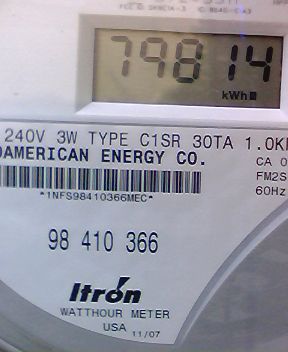 79814
kWh
240V 3W TYPE C1SR 30TA 1.0K
AMERICAN ENERGY CO.
CA 0
FM2S
60Hz
*1NFS98410366MEC*
98 410 366
Itron
WATTHOUR METER
USA 11/07